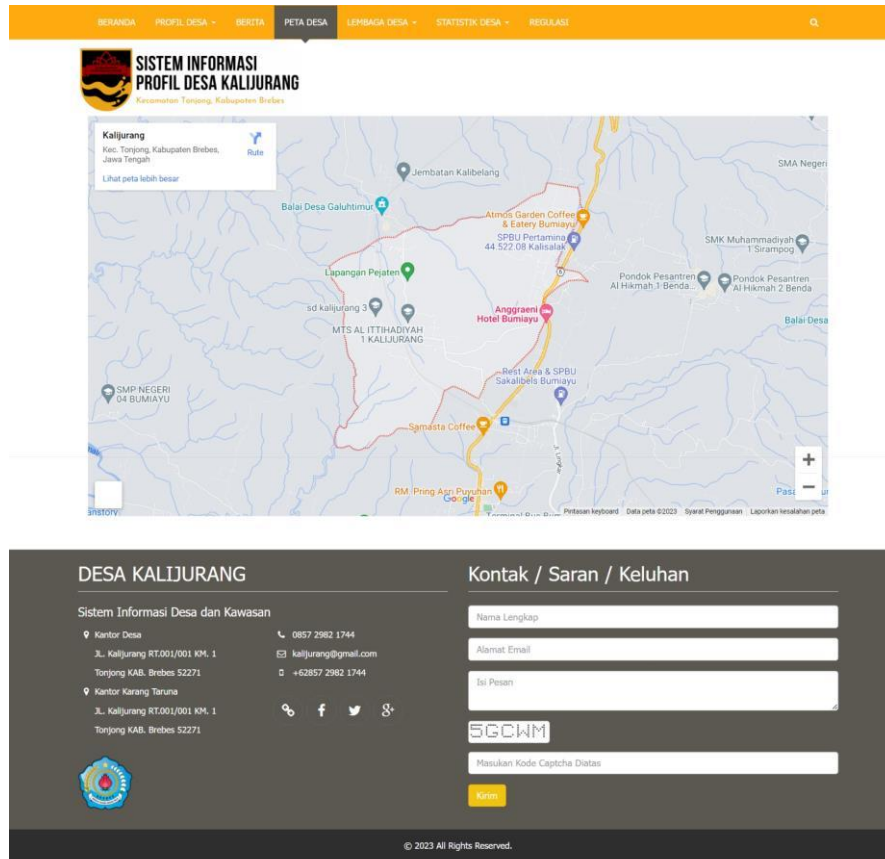 BERANDA PROFIL DESA BERITA PETA DESA LEMBAGA DESA STATISTIK DESA REGULASI
SISTEM INFORMASI
PROFIL DESA KALIJURANG
Kecamatan Tonjong, Kabupaten Brebes
Kalijurang
Kec. Tonjong, Kabupaten Brebes,
Jawa Tengah
Rute
Lihat peta lebih besar
Jembatan Kalibelang
SMA Negeri
Balai Desa Galuhtimur
Atmos Garden Coffee
& Eatery Bumiayu
SPBU Pertamina
44.522.08 Kalisalak
SMK Muhammadiyah
1 Sirampog
Lapangan Pejaten
Pondok Pesantren
Al Hikmah 1 Benda...
Pondok Pesantren
Al Hikmah 2 Benda
sd kalijurang 3
MTS AL ITTIHADIYAH
1 KALIJURANG
Anggraeni
Hotel Bumiayu
Balai Desa
Rest Area & SPBU
Sakalibels Bumiayu
SMP NEGERI
04 BUMIAYU
Samasta Coffee
JL. Lingkar
RM. Pring Asri Puyuhan
Google
Pintasan keyboard Data peta ©2023 Syarat Penggunaan Laporkan kesalahan peta
DESA KALIJURANG
Sistem Informasi Desa dan Kawasan
Kantor Desa
JL. Kalijurang RT.001/001 KM. 1
Tonjong KAB. Brebes 52271
Kantor Karang Taruna
JL. Kalijurang RT.001/001 KM. 1
Tonjong KAB. Brebes 52271
0857 2982 1744
kalijurang@gmail.com
+62857 2982 1744
Kontak / Saran / Keluhan
Nama Lengkap
Alamat Email
Isi Pesan
5GCWM
Masukan Kode Captcha Diatas
Kirim
© 2023 All Rights Reserved.